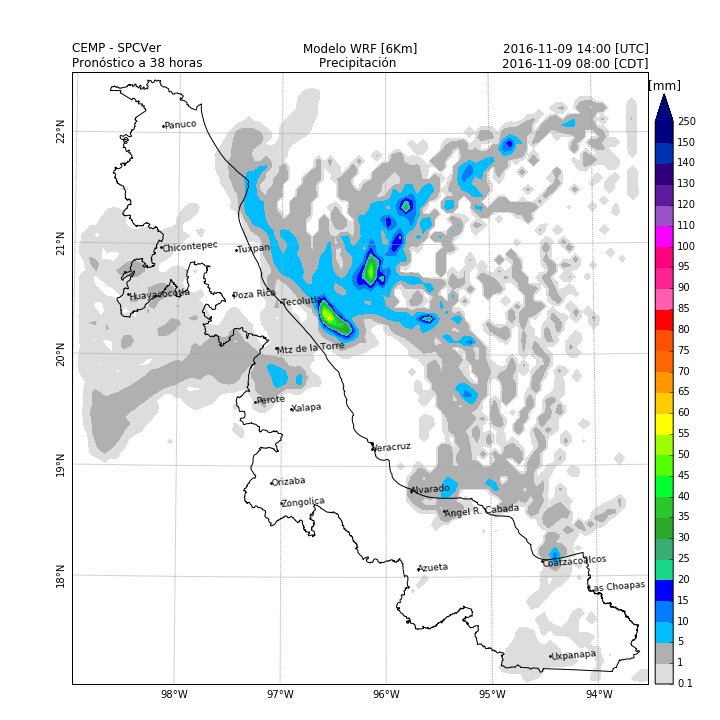 CEMP - SPCVer
Modelo WRF [6Km]
2016-11-09 14:00 [UTC]
Pronóstico a 38 horas
Precipitación
2016-11-09 08:00 [CDT]
[mm]
250
150
140
130
120
110
100
95
90
85
80
75
70
65
60
55
50
45
40
35
30
25
20
15
10
5
1
0.1
22°N
21°N
20°N
19°N
18°N
Panuco
Chicontepec
Tuxpan
Huayacocotla
Poza Rica
Tecolutla
Mtz de la Torre
Perote
Xalapa
Veracruz
Orizaba
Alvarado
Zongolica
Angel R. Cabada
Azueta
Coatzacoalcos
Las Choapas
Uxpanapa
98°W
97°W
96°W
95°W
94°W